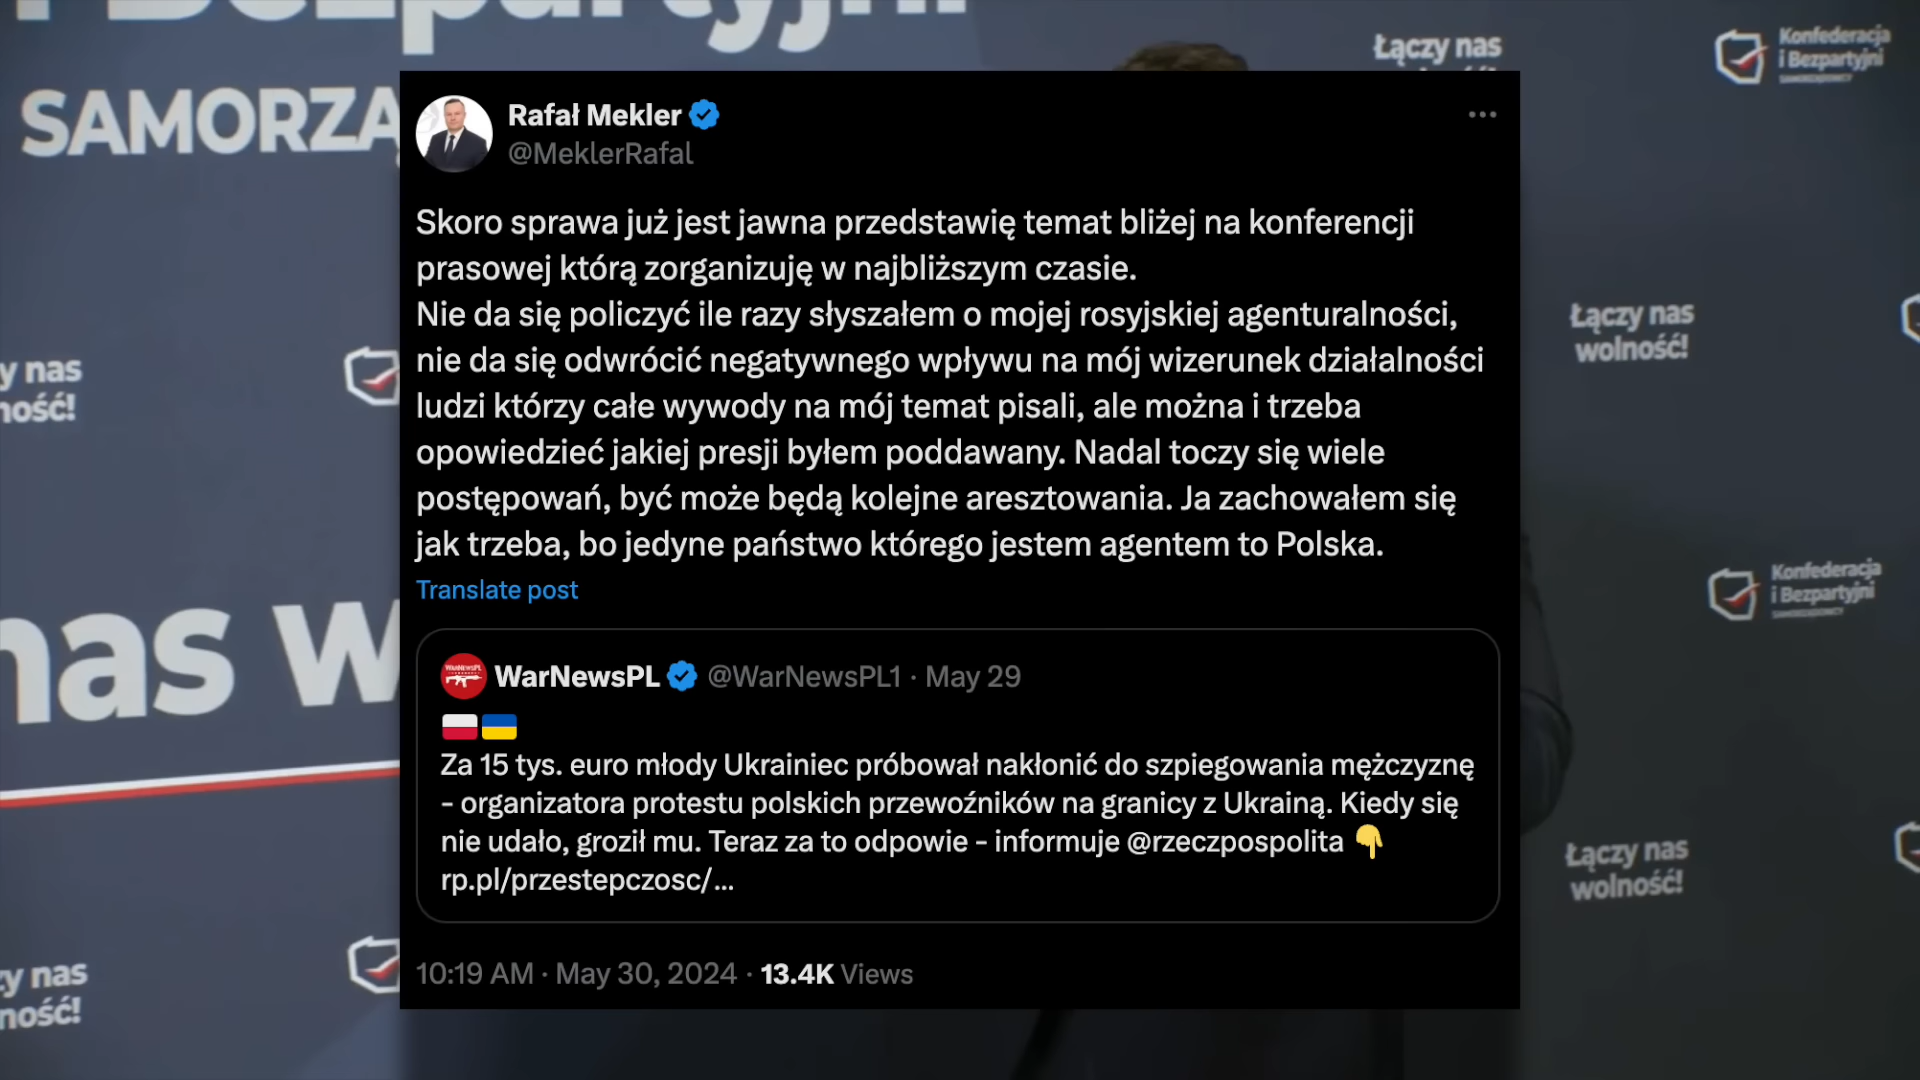 Bezpartyjni
SAMORZĄ
Łączy nas
Konfederacja
i Bezpartyjni
SAMORZĄDOWCY
Rafał Mekler
@MeklerRafal
Skoro sprawa już jest jawna przedstawię temat bliżej na konferencji
prasowej którą zorganizuję w najbliższym czasie.
Nie da się policzyć ile razy słyszałem o mojej rosyjskiej agenturalności,
nie da się odwrócić negatywnego wpływu na mój wizerunek działalności
ludzi którzy całe wywody na mój temat pisali, ale można i trzeba
opowiedzieć jakiej presji byłem poddawany. Nadal toczy się wiele
postępowań, być może będą kolejne aresztowania. Ja zachowałem się
jak trzeba, bo jedyne państwo którego jestem agentem to Polska.
Translate post
WarNewsPL @WarNewsPL1 · May 29
Za 15 tys. euro młody Ukrainiec próbował nakłonić do szpiegowania mężczyznę
- organizatora protestu polskich przewoźników na granicy z Ukrainą. Kiedy się
nie udało, groził mu. Teraz za to odpowie - informuje @rzeczpospolita 👇
rp.pl/przestepczosc/...
10:19 AM · May 30, 2024 · 13.4K Views
y nas
ność!
nas w
zy nas
ność!
Łączy nas
wolność!
Konfederacja
i Bezpartyjni
SAMORZĄDOWCY
Łączy nas
wolność!